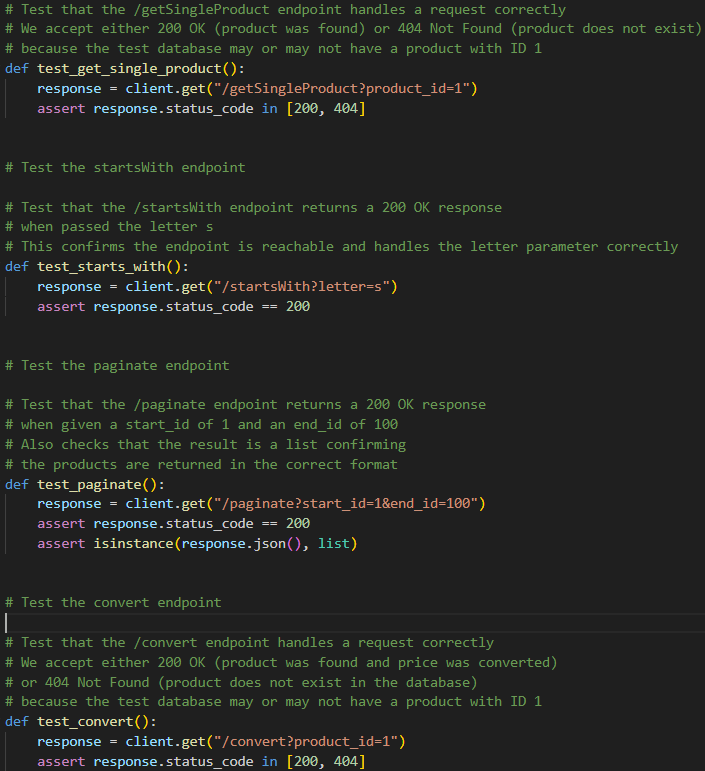 # Test that the /getSingleProduct endpoint handles a request correctly
# We accept either 200 OK (product was found) or 404 Not Found (product does not exist)
# because the test database may or may not have a product with ID 1
def test_get_single_product():
    response = client.get("/getSingleProduct?product_id=1")
    assert response.status_code in [200, 404]
# Test the startsWith endpoint
# Test that the /startsWith endpoint returns a 200 OK response
# when passed the letter s
# This confirms the endpoint is reachable and handles the letter parameter correctly
def test_starts_with():
    response = client.get("/startsWith?letter=s")
    assert response.status_code == 200
# Test the paginate endpoint
# Test that the /paginate endpoint returns a 200 OK response
# when given a start_id of 1 and an end_id of 100
# Also checks that the result is a list confirming
# the products are returned in the correct format
def test_paginate():
    response = client.get("/paginate?start_id=1&end_id=100")
    assert response.status_code == 200
    assert isinstance(response.json(), list)
# Test the convert endpoint
# Test that the /convert endpoint handles a request correctly
# We accept either 200 OK (product was found and price was converted)
# or 404 Not Found (product does not exist in the database)
# because the test database may or may not have a product with ID 1
def test_convert():
    response = client.get("/convert?product_id=1")
    assert response.status_code in [200, 404]